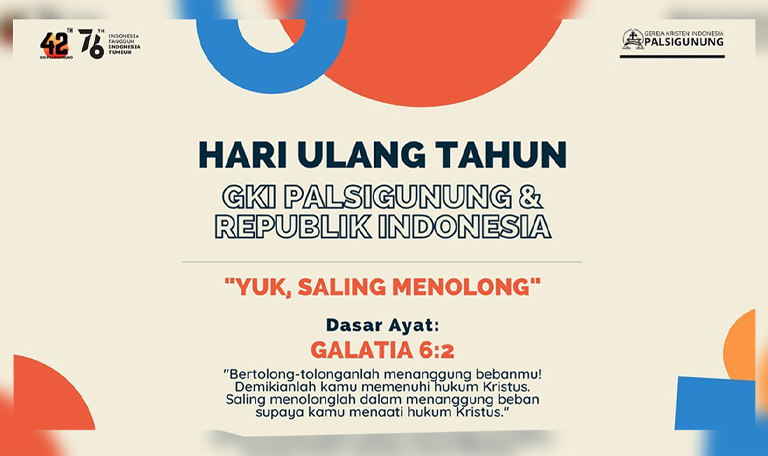 42TH
GKI PALSIGUNUNG
76TH
INDONESIA
TANGGUH
INDONESIA
TUMBUH
GEREJA KRISTEN INDONESIA
PALSIGUNUNG
HARI ULANG TAHUN
GKI PALSIGUNUNG &
REPUBLIK INDONESIA
"YUK, SALING MENOLONG"
Dasar Ayat:
GALATIA 6:2
"Bertolong-tolonganlah menanggung bebanmu!
Demikianlah kamu memenuhi hukum Kristus.
Saling menolonglah dalam menanggung beban
supaya kamu menaati hukum Kristus."